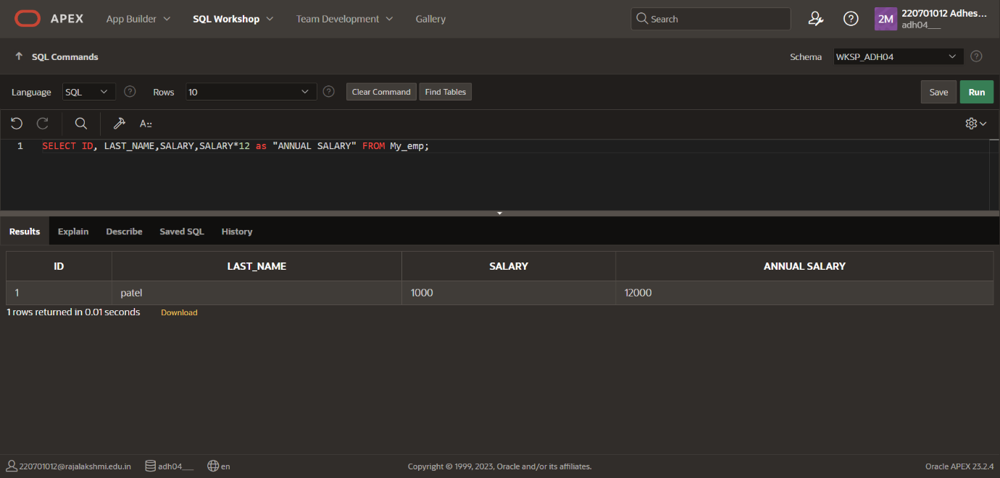 APEX App Builder SQL Workshop Team Development Gallery Search 2M 220701012 Adhes...
adh04___
SQL Commands Schema WKSP_ADH04
Language SQL Rows 10 Clear Command Find Tables Save Run
A::
1 SELECT ID, LAST_NAME,SALARY,SALARY*12 as "ANNUAL SALARY" FROM My_emp;
Results Explain Describe Saved SQL History
ID LAST_NAME SALARY ANNUAL SALARY
1 patel 1000 12000
1 rows returned in 0.01 seconds Download
220701012@rajalakshmi.edu.in adh04___ en Copyright © 1999, 2023, Oracle and/or its affiliates. Oracle APEX 23.2.4